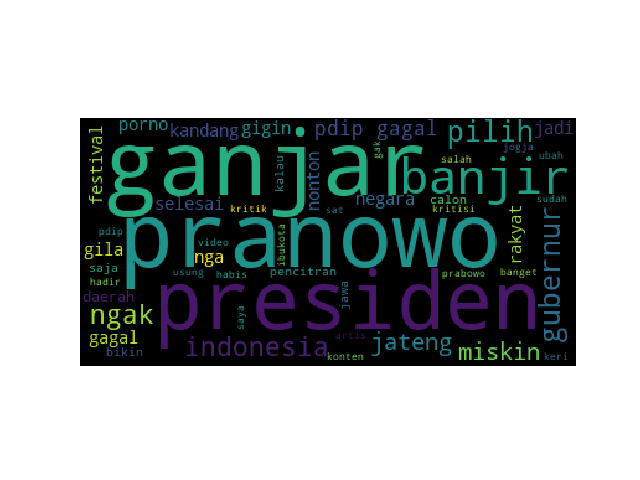 porno
kandang
gigin
pdip gagal
pilih
jadi
festival
ganjar
kalau
nonton
gak
salah
jogja
ubah
banjir
selesai
kritik
sat
negara
calon
kritisi
sudah
pdip
pranowo
gila
nga
video
ibukota
rakyat
gubernur
saja
hadir
usung
habis
pencitran
prabowo
banget
daerah
presiden
saya
jawa
ngak
gagal
bikin
indonesia
artis
konten
jateng
miskin
keri